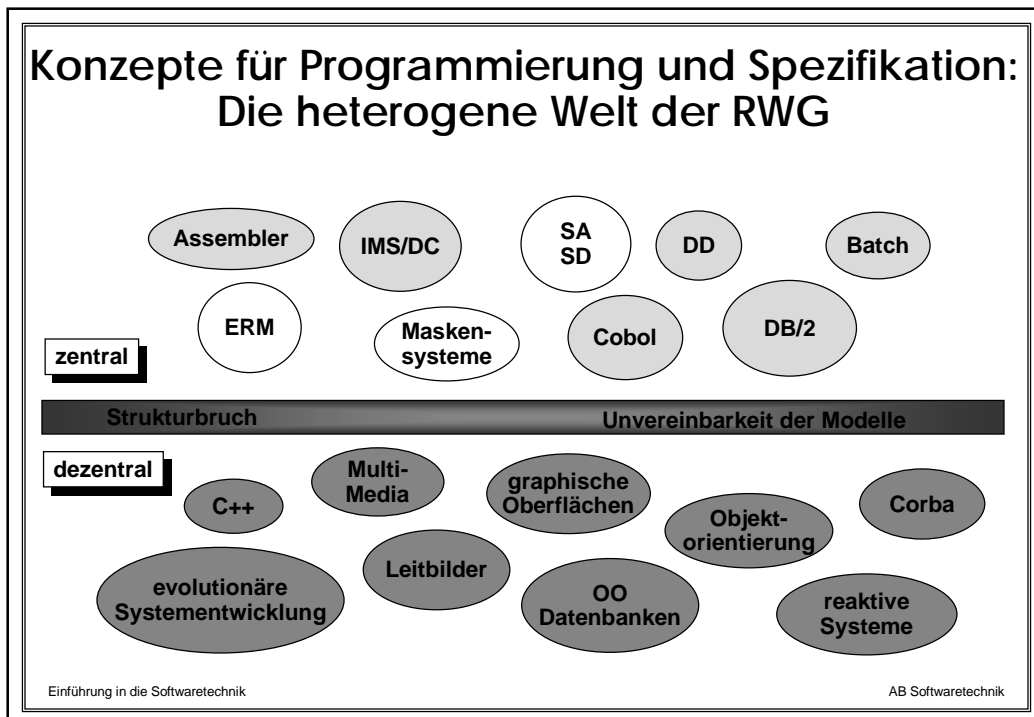 Konzepte für Programmierung und Spezifikation:
Die heterogene Welt der RWG
Assembler
IMS/DC
SA
SD
DD
Batch
ERM
Masken-
systeme
Cobol
DB/2
zentral
Strukturbruch
Unvereinbarkeit der Modelle
dezentral
C++
Multi-
Media
graphische
Oberflächen
Objekt-
orientierung
Corba
evolutionäre
Systementwicklung
Leitbilder
OO
Datenbanken
reaktive
Systeme
Einführung in die Softwaretechnik
AB Softwaretechnik